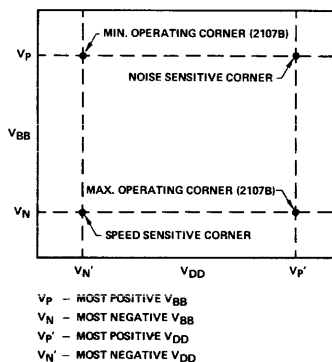 MIN. OPERATING CORNER (2107B)
VP
NOISE SENSITIVE CORNER
VBB
MAX. OPERATING CORNER (2107B)
VN
SPEED SENSITIVE CORNER
VN' VDD VP'
VP – MOST POSITIVE VBB
VN – MOST NEGATIVE VBB
VP' – MOST POSITIVE VDD
VN' – MOST NEGATIVE VDD